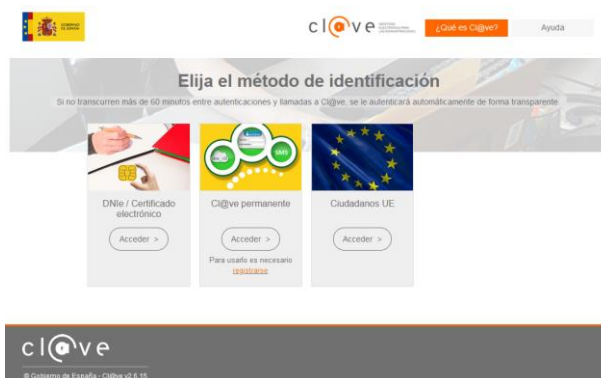 GOBIERNO
DE ESPAÑA
cl@ve
¿Qué es Cl@ve?
Ayuda
Elija el método de identificación
Si no transcurren más de 60 minutos entre autenticaciones y llamadas a Cl@ve, se le autenticará automáticamente de forma transparente
SMS
DNIe / Certificado
electrónico
Acceder >
Cl@ve permanente
Acceder >
Para usarlo es necesario
registrarse
Ciudadanos UE
Acceder >
cl@ve
© Gobierno de España - Cl@ve v2.6.15